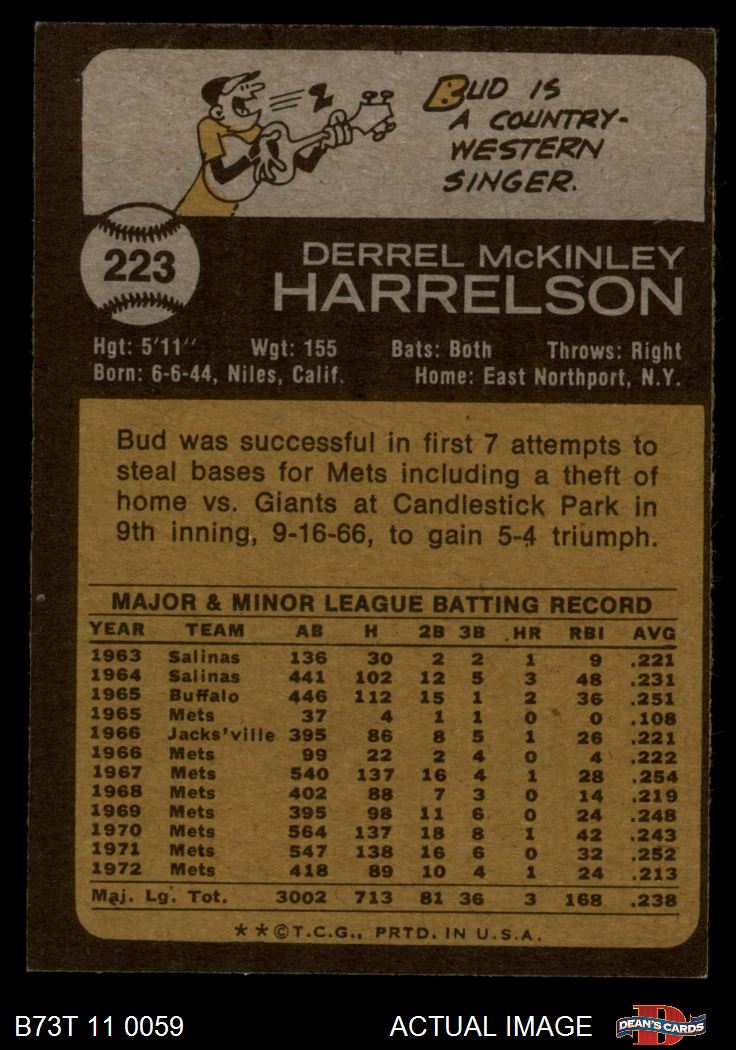 BUD IS
A COUNTRY-
WESTERN
SINGER.
223
DERREL McKINLEY
HARRELSON
Hgt: 5'11" Wgt: 155 Bats: Both Throws: Right
Born: 6-6-44, Niles, Calif. Home: East Northport, N.Y.
Bud was successful in first 7 attempts to
steal bases for Mets including a theft of
home vs. Giants at Candlestick Park in
9th inning, 9-16-66, to gain 5-4 triumph.
MAJOR & MINOR LEAGUE BATTING RECORD
YEAR TEAM AB H 2B 3B HR RBI AVG
1963 Salinas 136 30 2 2 1 9 .221
1964 Salinas 441 102 12 5 3 48 .231
1965 Buffalo 446 112 15 1 2 36 .251
1965 Mets 37 4 1 1 0 0 .108
1966 Jacks'ville 395 86 8 5 1 26 .221
1966 Mets 99 22 2 4 0 4 .222
1967 Mets 540 137 16 4 1 28 .254
1968 Mets 402 88 7 3 0 14 .219
1969 Mets 395 98 11 6 0 24 .248
1970 Mets 564 137 18 8 1 42 .243
1971 Mets 547 138 16 6 0 32 .252
1972 Mets 418 89 10 4 1 24 .213
Maj. Lg. Tot. 3002 713 81 36 3 168 .238
**©T.C.G., PRTD. IN U.S.A.
B73T 11 0059 ACTUAL IMAGE DEAN'S CARDS